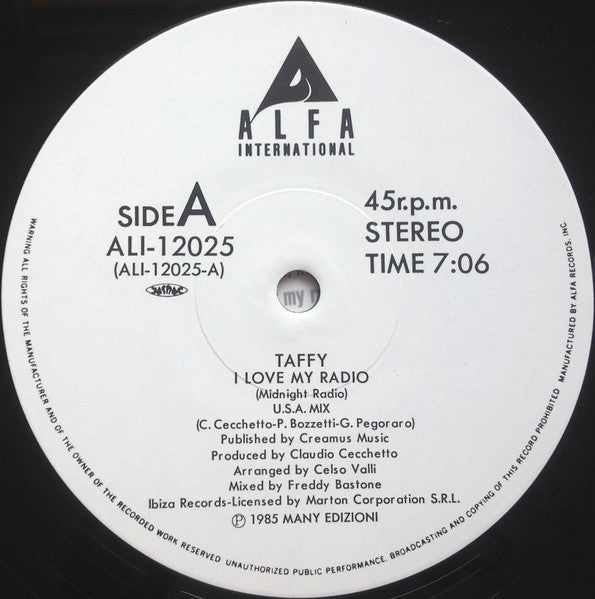 ALFA
INTERNATIONAL
SIDE A
ALI-12025
(ALI-12025-A)
JASRAC
45r.p.m.
STEREO
TIME 7:06
my r
TAFFY
I LOVE MY RADIO
(Midnight Radio)
U.S.A. MIX
(C. Cecchetto-P. Bozzetti-G. Pegoraro)
Published by Creamus Music
Produced by Claudio Cecchetto
Arranged by Celso Valli
Mixed by Freddy Bastone
Ibiza Records-Licensed by Marton Corporation S.R.L.
℗ 1985 MANY EDIZIONI
WARNING ALL RIGHTS OF THE MANUFACTURER AND OF THE OWNER OF THE RECORDED WORK RESERVED UNAUTHORIZED PUBLIC PERFORMANCE. BROADCASTING AND COPYING OF THIS RECORD PROHIBITED MANUFACTURED BY ALFA RECORDS, INC.